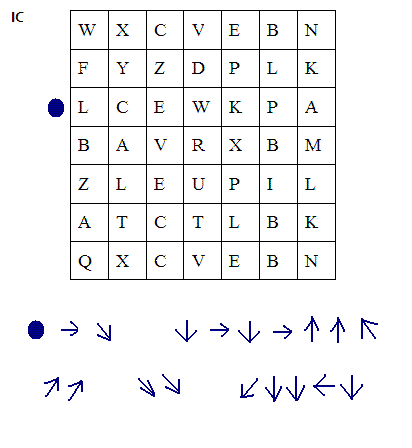 IC
W X C V E B N
F Y Z D P L K
L C E W K P A
B A V R X B M
Z L E U P I L
A T C T L B K
Q X C V E B N